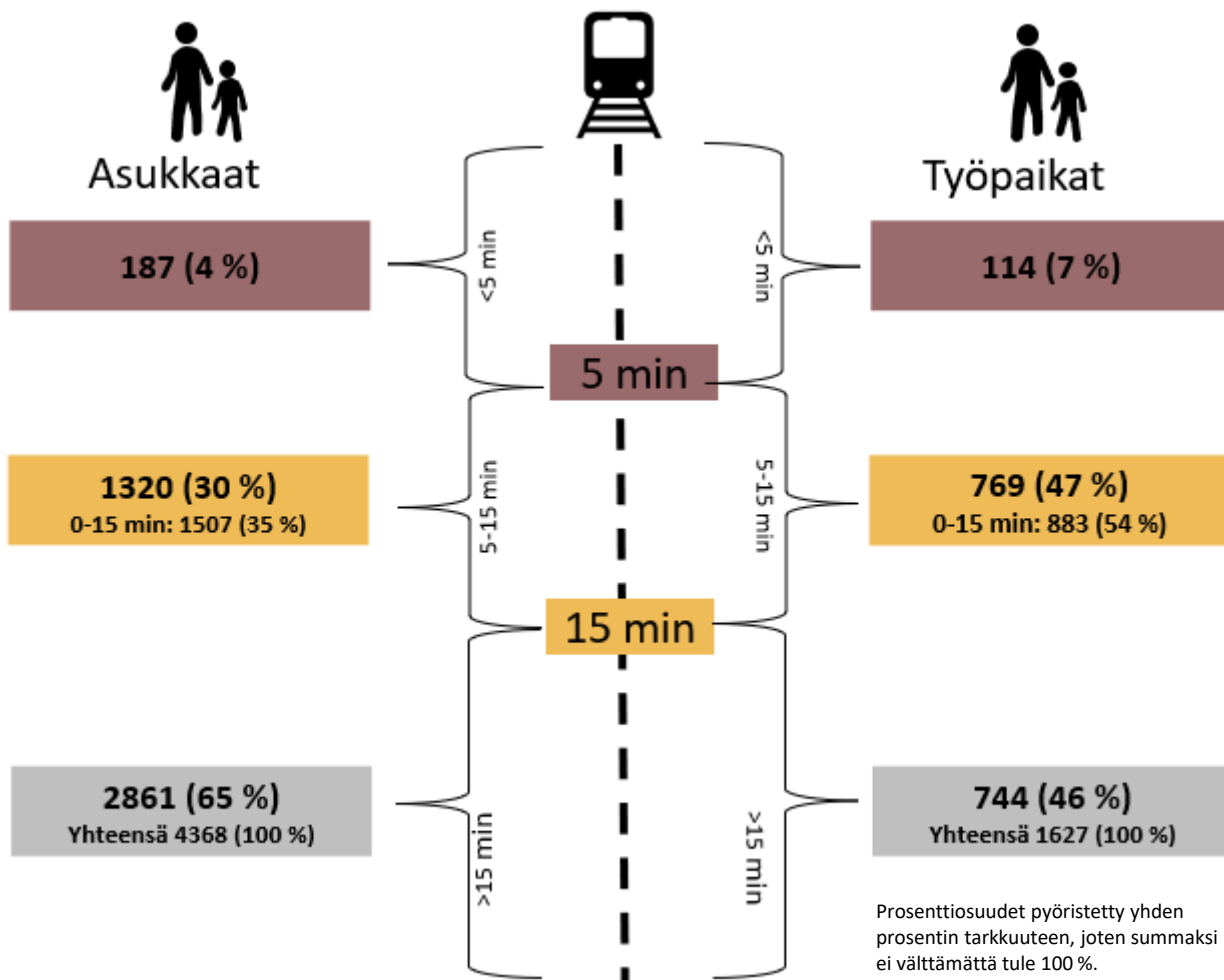 Asukkaat
Työpaikat
187 (4 %)
<5 min
<5 min
114 (7 %)
5 min
1320 (30 %)
0-15 min: 1507 (35 %)
5-15 min
5-15 min
769 (47 %)
0-15 min: 883 (54 %)
15 min
2861 (65 %)
Yhteensä 4368 (100 %)
>15 min
>15 min
744 (46 %)
Yhteensä 1627 (100 %)
Prosenttiosuudet pyöristetty yhden
prosentin tarkkuuteen, joten summaksi
ei välttämättä tule 100 %.